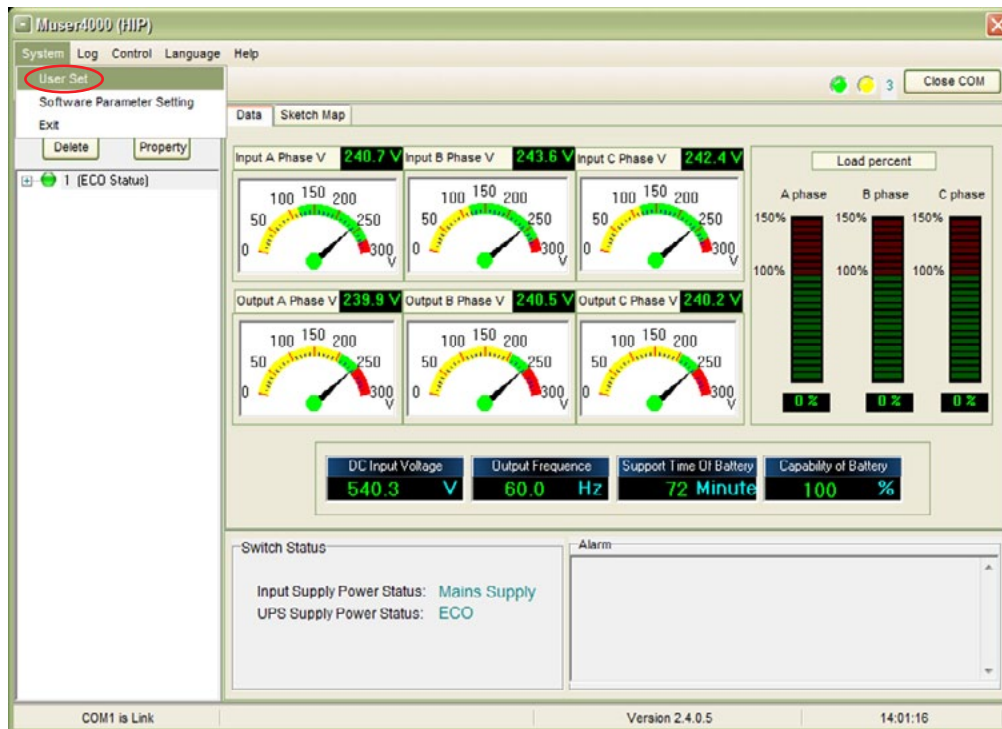 Muser4000 (HIP)
System Log Control Language Help
User Set
Software Parameter Setting
Exit
3 Close COM
Delete Property
1 (ECO Status)
Data Sketch Map
Input A Phase V 240.7 V Input B Phase V 243.6 V Input C Phase V 242.4 V
0 50 100 150 200 250 300 V
0 50 100 150 200 250 300 V
0 50 100 150 200 250 300 V
Output A Phase V 239.9 V Output B Phase V 240.5 V Output C Phase V 240.2 V
0 50 100 150 200 250 300 V
0 50 100 150 200 250 300 V
0 50 100 150 200 250 300 V
Load percent
A phase B phase C phase
150% 150% 150%
100% 100% 100%
0 % 0 % 0 %
DC Input Voltage Output Frequence Support Time Of Battery Capability of Battery
540.3 V 60.0 Hz 72 Minute 100 %
Switch Status
Input Supply Power Status: Mains Supply
UPS Supply Power Status: ECO
Alarm
COM1 is Link Version 2.4.0.5 14:01:16